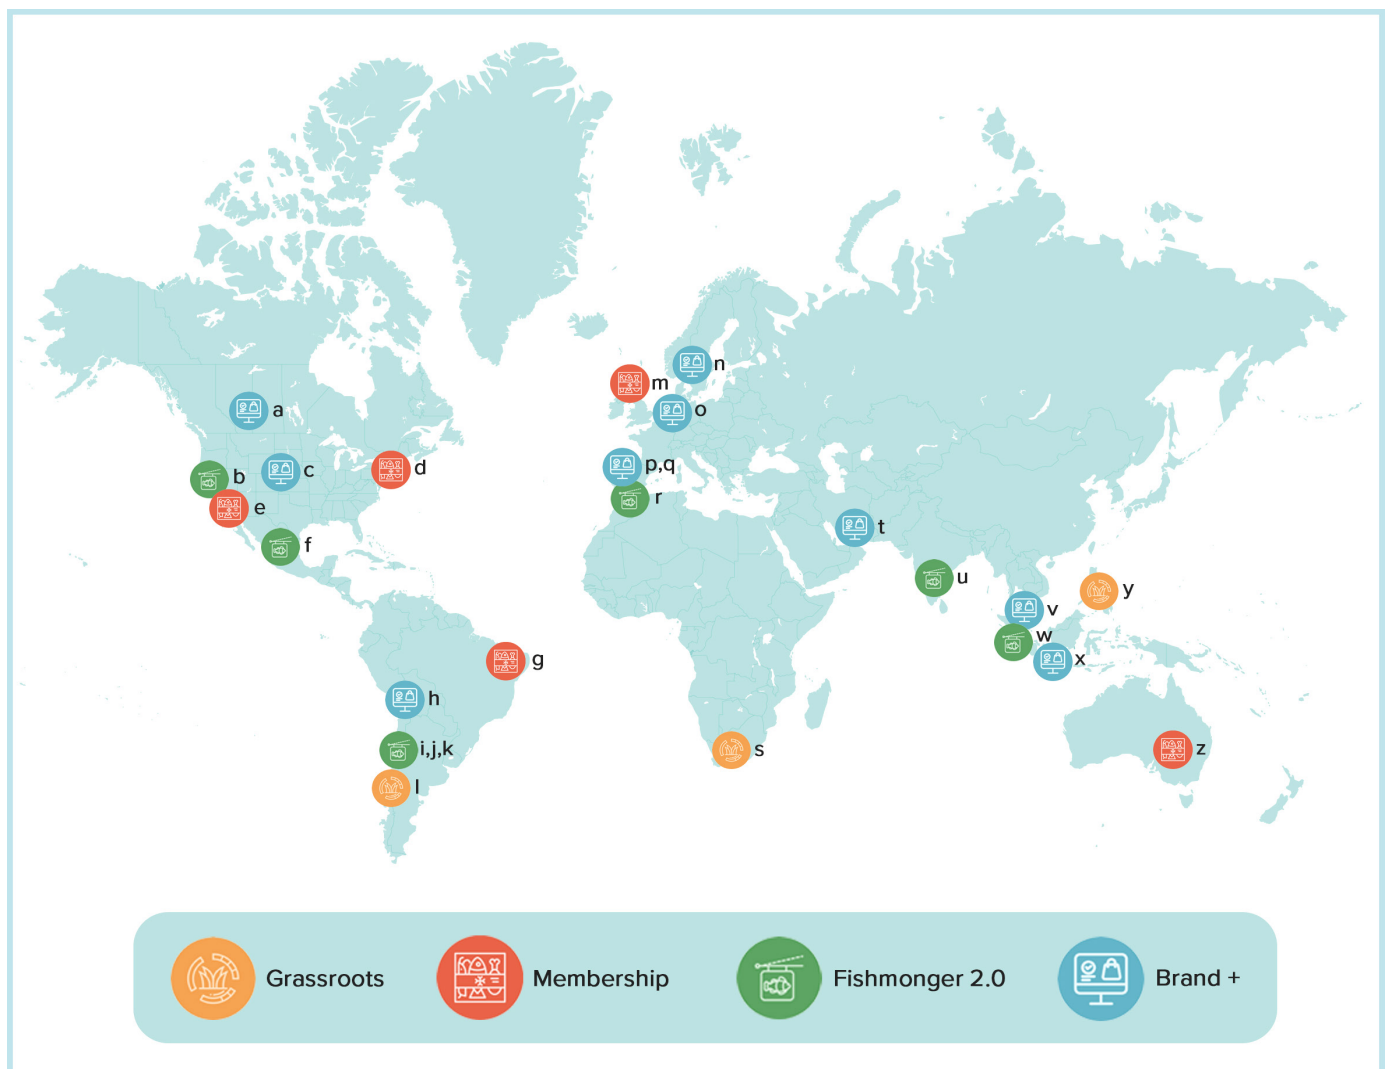 n
m
a
o
b
c
d
p,q
e
r
f
t
u
y
v
w
g
x
h
i,j,k
s
z
l
Grassroots
Membership
Fishmonger 2.0
Brand +